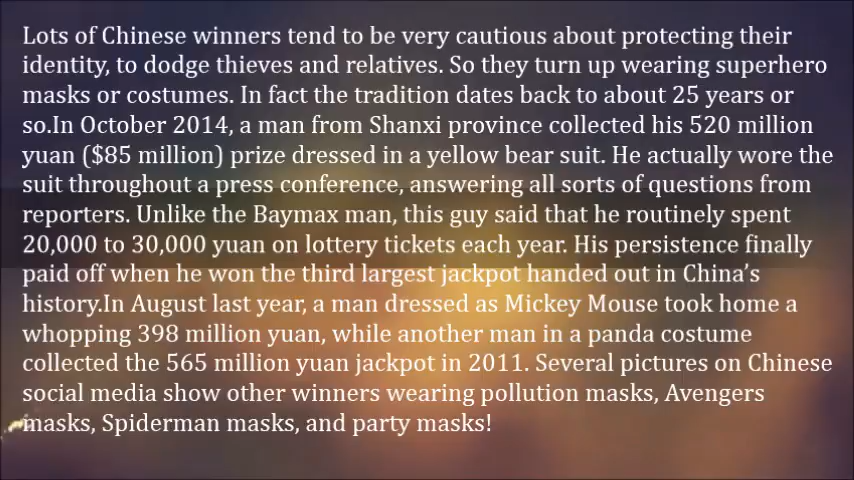 Lots of Chinese winners tend to be very cautious about protecting their
identity, to dodge thieves and relatives. So they turn up wearing superhero
masks or costumes. In fact the tradition dates back to about 25 years or
so.In October 2014, a man from Shanxi province collected his 520 million
yuan ($85 million) prize dressed in a yellow bear suit. He actually wore the
suit throughout a press conference, answering all sorts of questions from
reporters. Unlike the Baymax man, this guy said that he routinely spent
20,000 to 30,000 yuan on lottery tickets each year. His persistence finally
paid off when he won the third largest jackpot handed out in China’s
history.In August last year, a man dressed as Mickey Mouse took home a
whopping 398 million yuan, while another man in a panda costume
collected the 565 million yuan jackpot in 2011. Several pictures on Chinese
social media show other winners wearing pollution masks, Avengers
masks, Spiderman masks, and party masks!